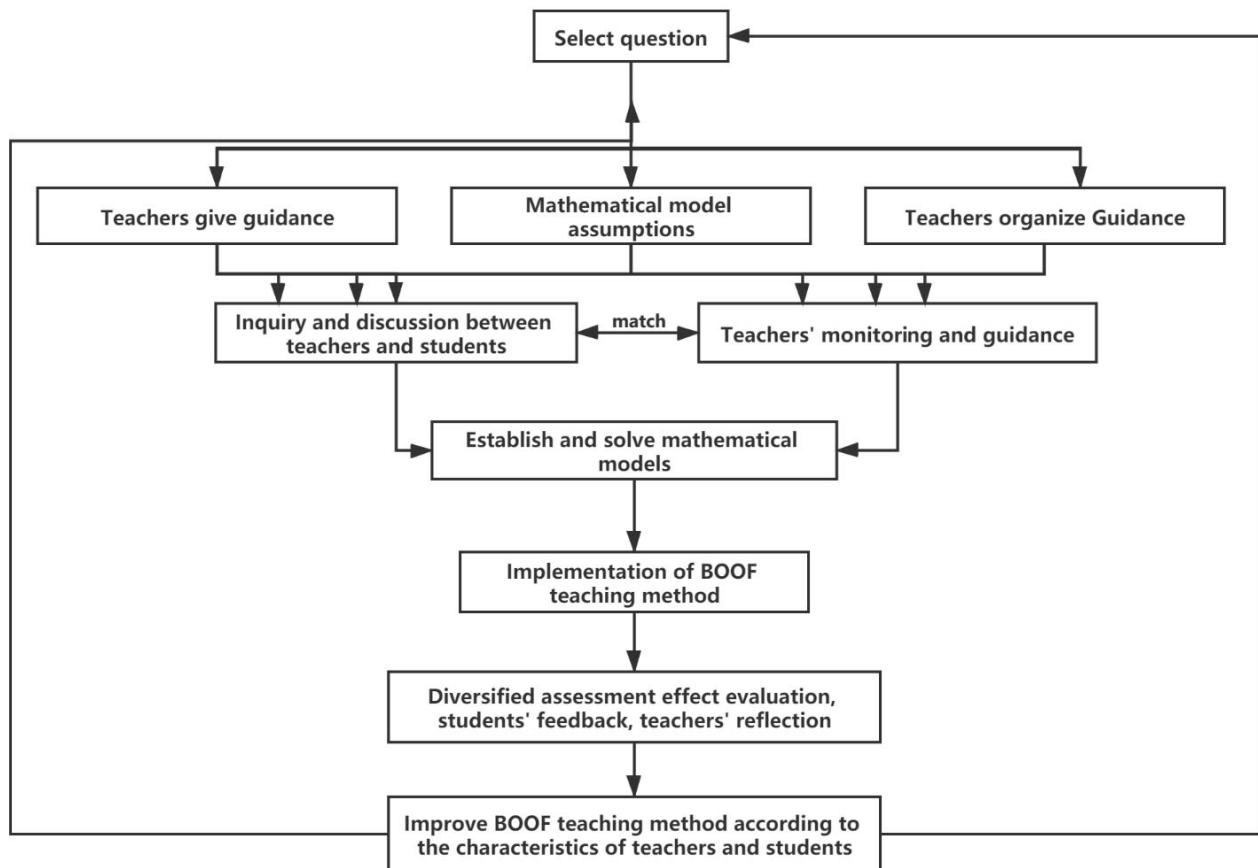 Select question
Teachers give guidance
Mathematical model
assumptions
Teachers organize Guidance
Inquiry and discussion between
teachers and students
match
Teachers' monitoring and guidance
Establish and solve mathematical
models
Implementation of BOOF
teaching method
Diversified assessment effect evaluation,
students' feedback, teachers' reflection
Improve BOOF teaching method according to
the characteristics of teachers and students